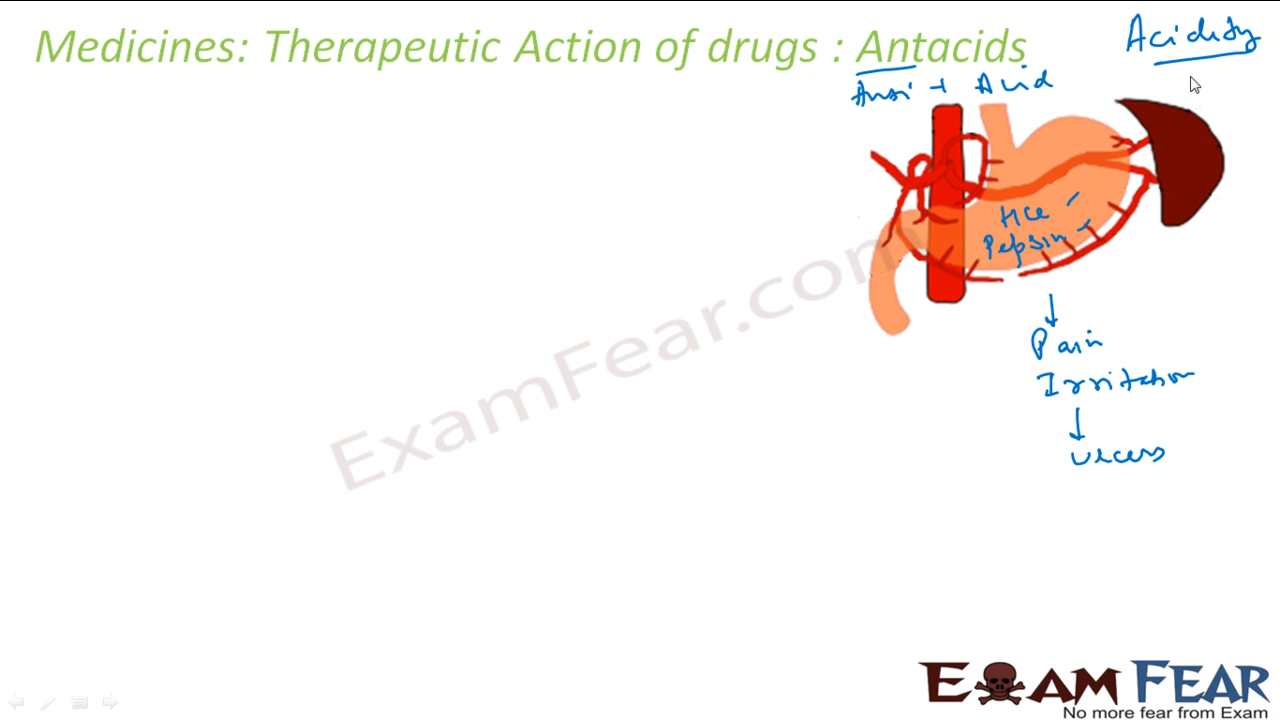 Medicines: Therapeutic Action of drugs : Antacids
Acidity
Anti + Acid
HCl
Pepsin
Pain
Irritation
Ulcers
ExamFear.com
EXAM FEAR
No more fear from Exam